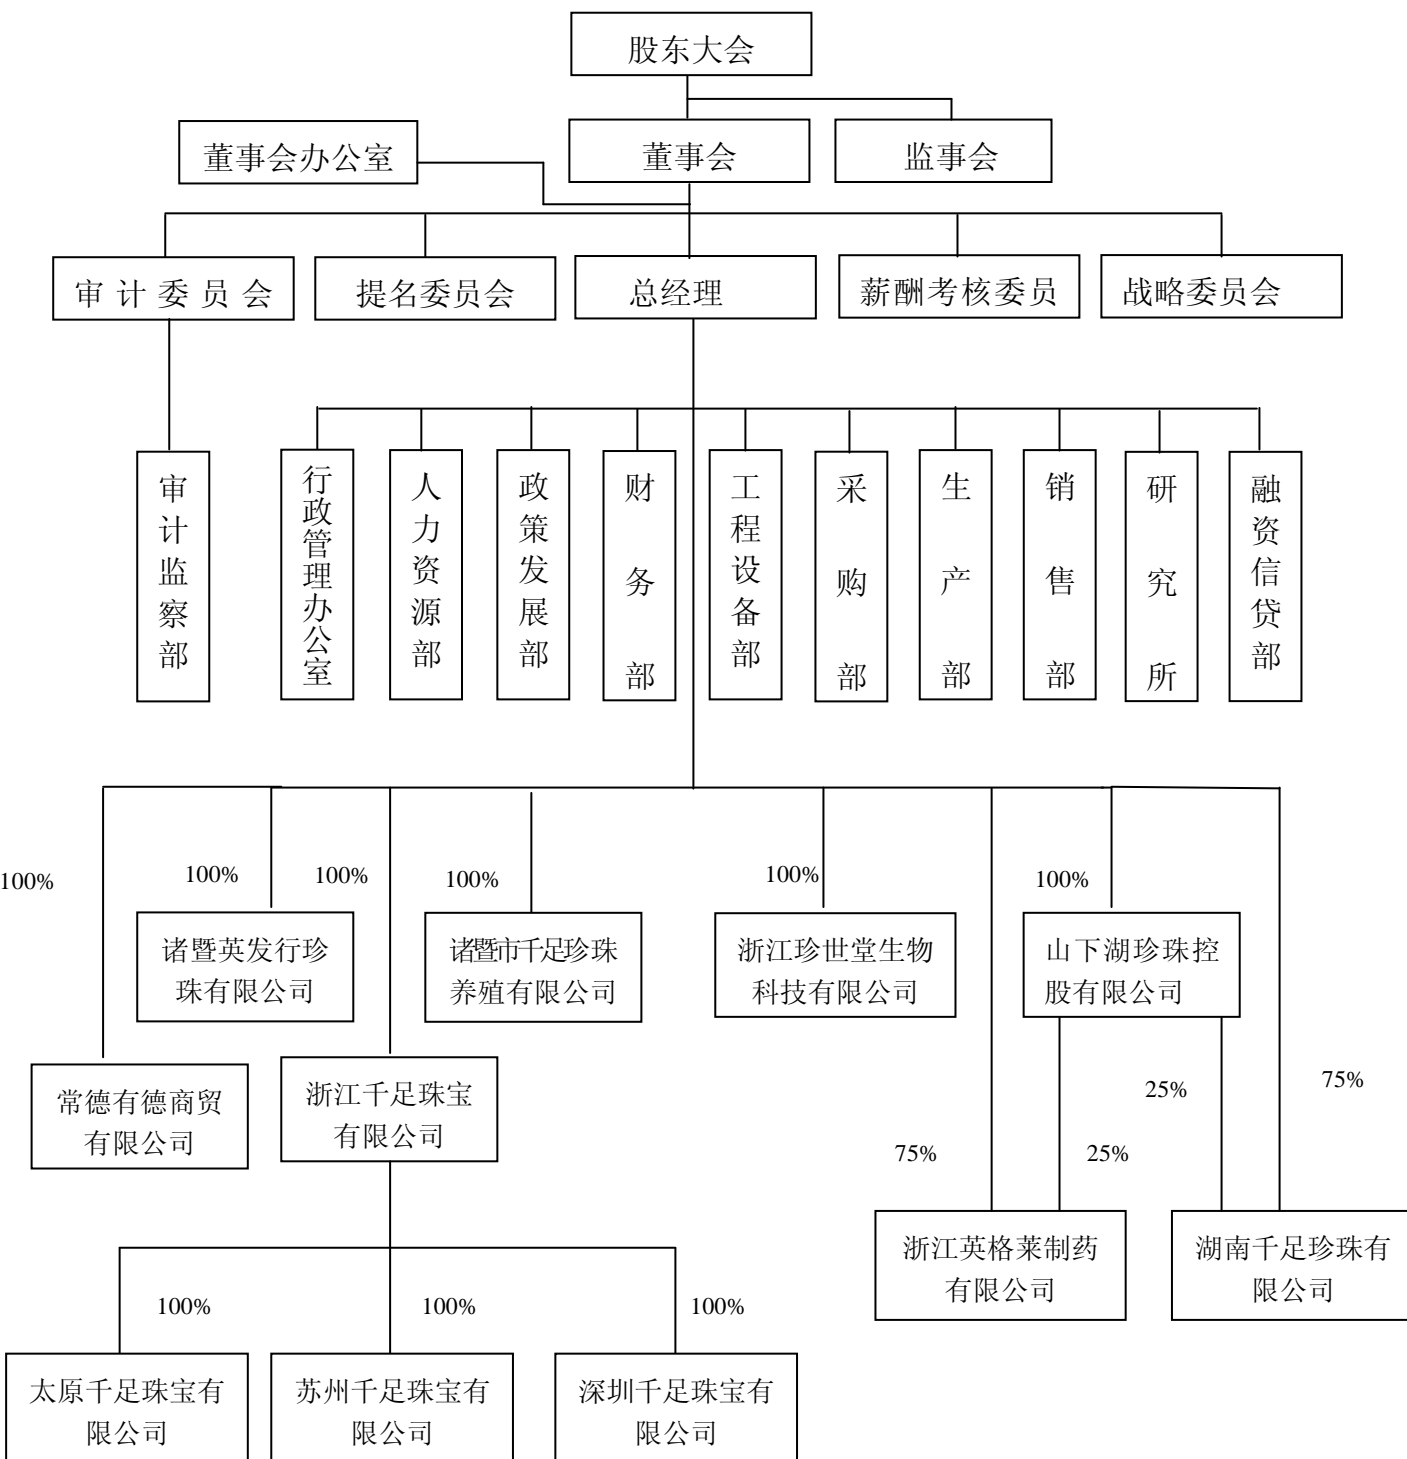 股东大会
董事会办公室
董事会
监事会
审计委员会
提名委员会
总经理
薪酬考核委员
战略委员会
审计监察部
行政管理办公室
人力资源部
政策发展部
财务部
工程设备部
采购部
生产部
销售部
研究所
融资信贷部
100%
100%
100%
100%
100%
100%
诸暨英发行珍
珠有限公司
诸暨市千足珍珠
养殖有限公司
浙江珍世堂生物
科技有限公司
山下湖珍珠控
股有限公司
常德有德商贸
有限公司
浙江千足珠宝
有限公司
25%
75%
75%
25%
浙江英格莱制药
有限公司
湖南千足珍珠有
限公司
100%
100%
100%
太原千足珠宝有
限公司
苏州千足珠宝有
限公司
深圳千足珠宝有
限公司